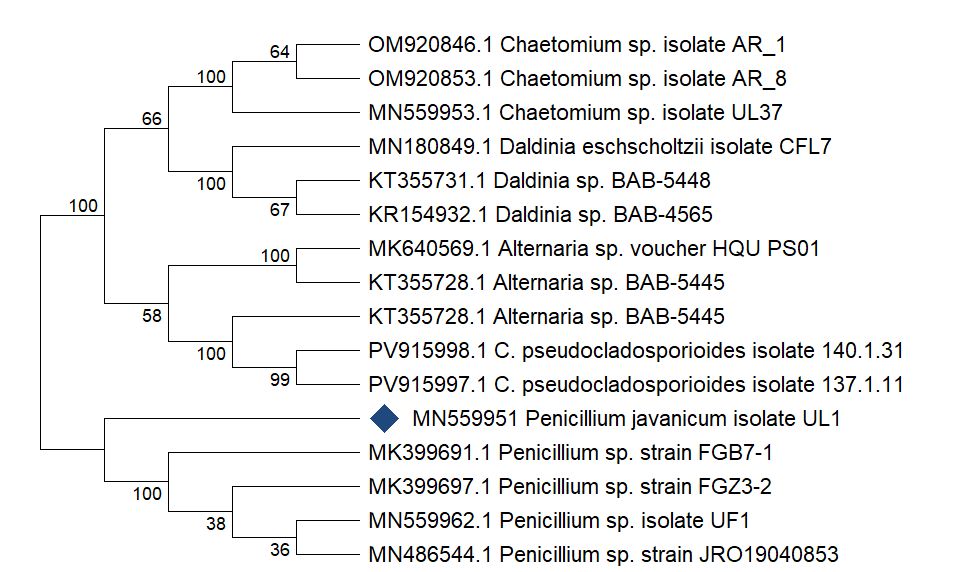 64
OM920846.1 Chaetomium sp. isolate AR_1
OM920853.1 Chaetomium sp. isolate AR_8
100
MN559953.1 Chaetomium sp. isolate UL37
66
MN180849.1 Daldinia eschscholtzii isolate CFL7
100
KT355731.1 Daldinia sp. BAB-5448
67
KR154932.1 Daldinia sp. BAB-4565
100
100
MK640569.1 Alternaria sp. voucher HQU PS01
KT355728.1 Alternaria sp. BAB-5445
58
KT355728.1 Alternaria sp. BAB-5445
100
PV915998.1 C. pseudocladosporioides isolate 140.1.31
99
PV915997.1 C. pseudocladosporioides isolate 137.1.11
MN559951 Penicillium javanicum isolate UL1
MK399691.1 Penicillium sp. strain FGB7-1
100
MK399697.1 Penicillium sp. strain FGZ3-2
38
MN559962.1 Penicillium sp. isolate UF1
36
MN486544.1 Penicillium sp. strain JRO19040853